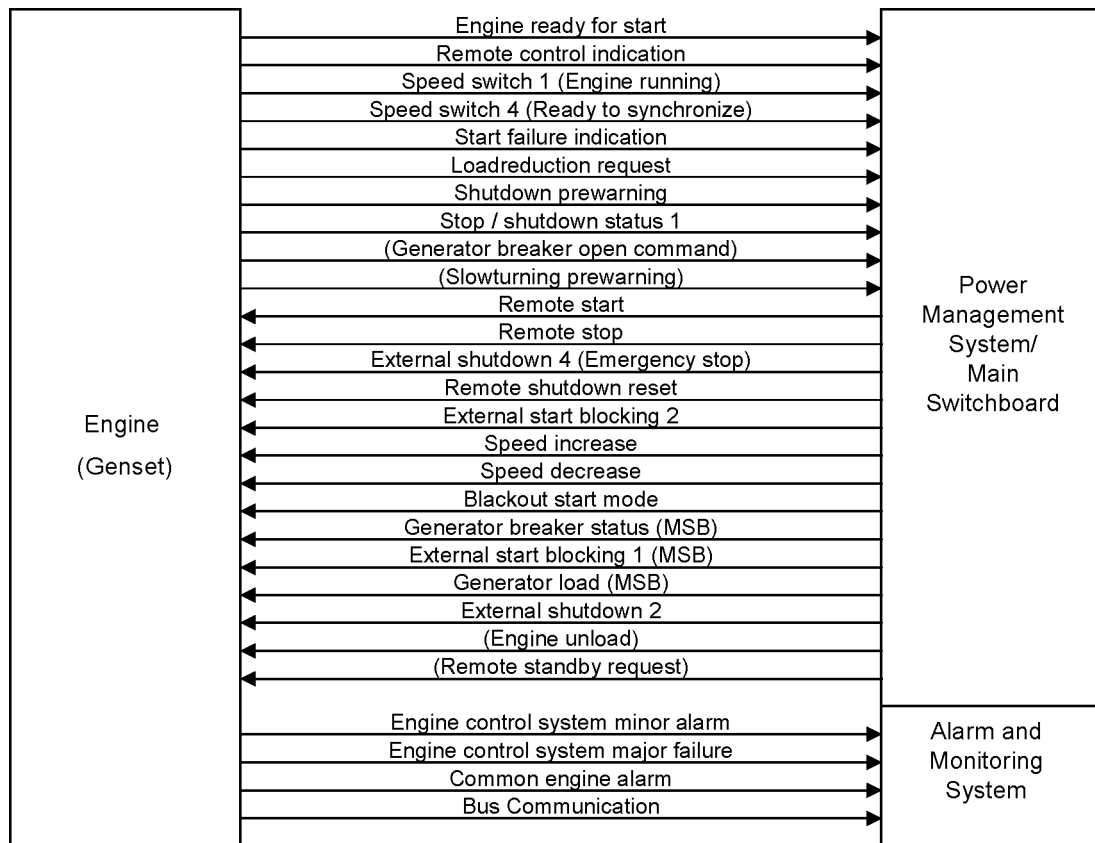 Engine ready for start
Remote control indication
Speed switch 1 (Engine running)
Speed switch 4 (Ready to synchronize)
Start failure indication
Loadreduction request
Shutdown prewarning
Stop / shutdown status 1
(Generator breaker open command)
(Slowturning prewarning)
Remote start
Remote stop
External shutdown 4 (Emergency stop)
Remote shutdown reset
External start blocking 2
Speed increase
Speed decrease
Blackout start mode
Generator breaker status (MSB)
External start blocking 1 (MSB)
Generator load (MSB)
External shutdown 2
(Engine unload)
(Remote standby request)
Engine control system minor alarm
Engine control system major failure
Common engine alarm
Bus Communication
Engine
(Genset)
Power
Management
System/
Main
Switchboard
Alarm and
Monitoring
System